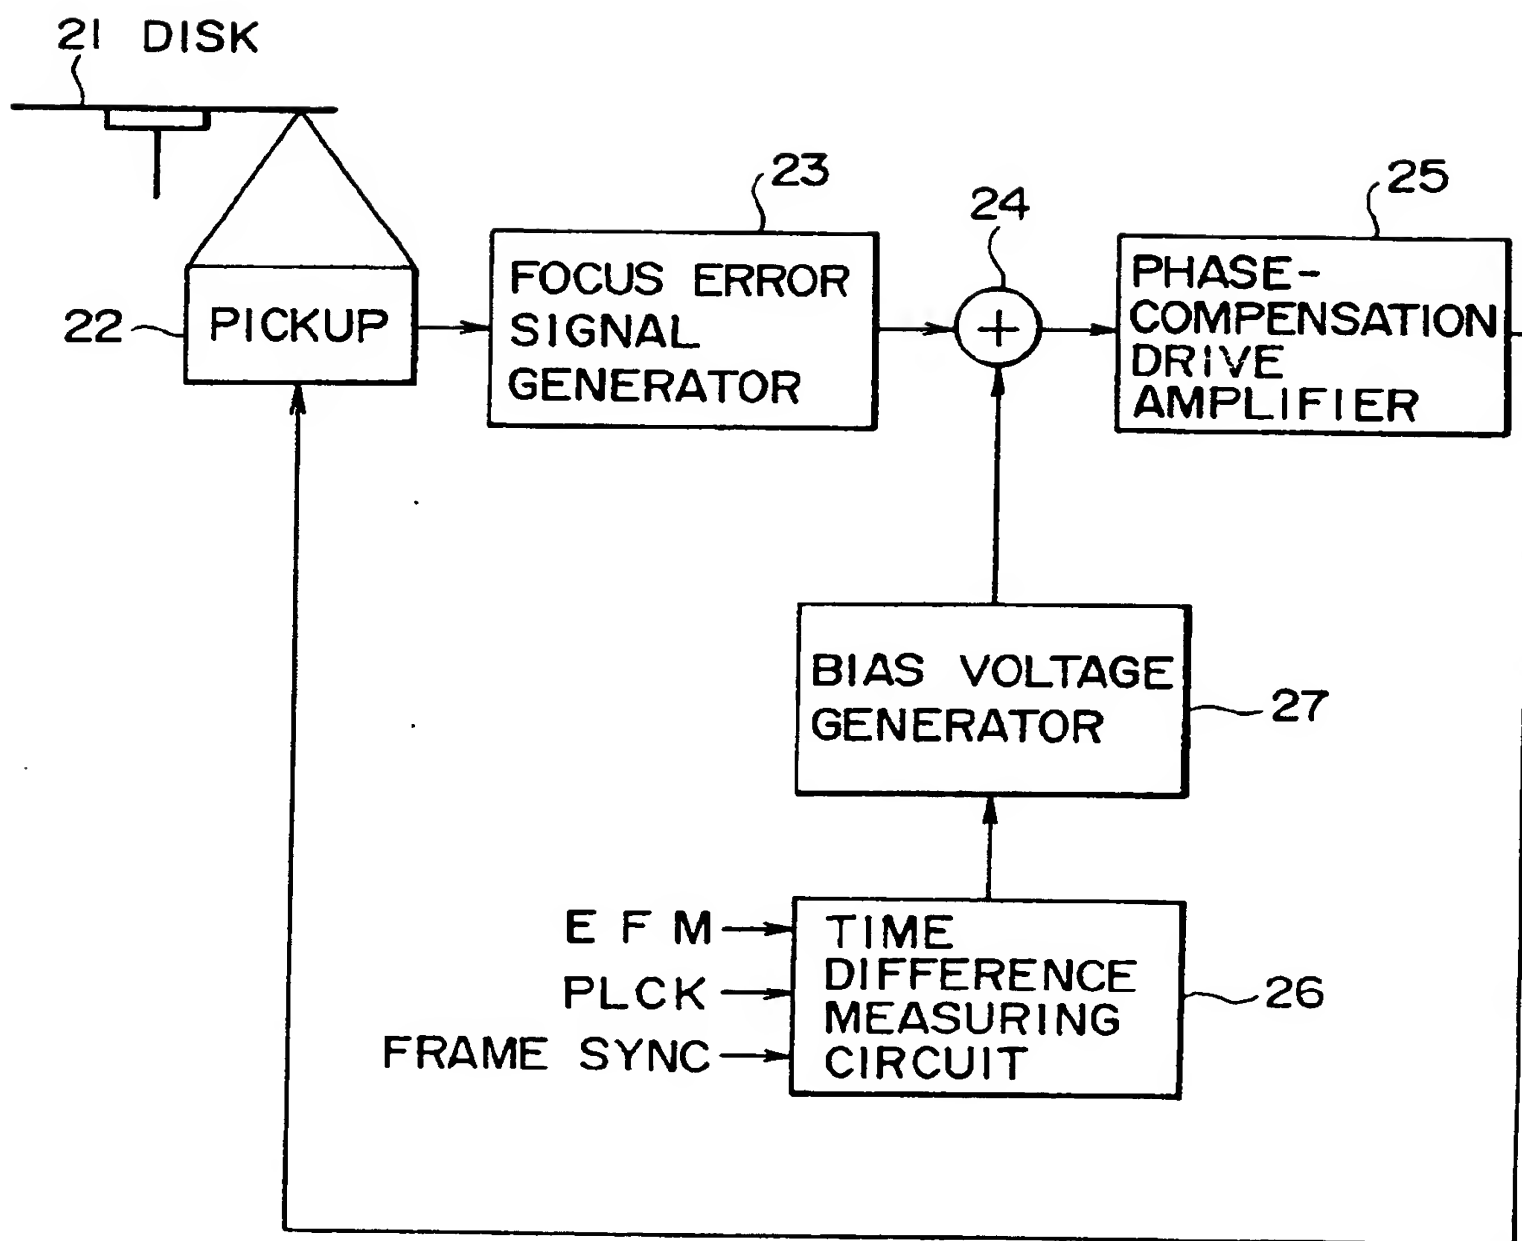 21 DISK
23
24
25
22
PICKUP
FOCUS ERROR
SIGNAL
GENERATOR
+
PHASE-
COMPENSATION
DRIVE
AMPLIFIER
BIAS VOLTAGE
GENERATOR
27
E F M
PLCK
FRAME SYNC
TIME
DIFFERENCE
MEASURING
CIRCUIT
26